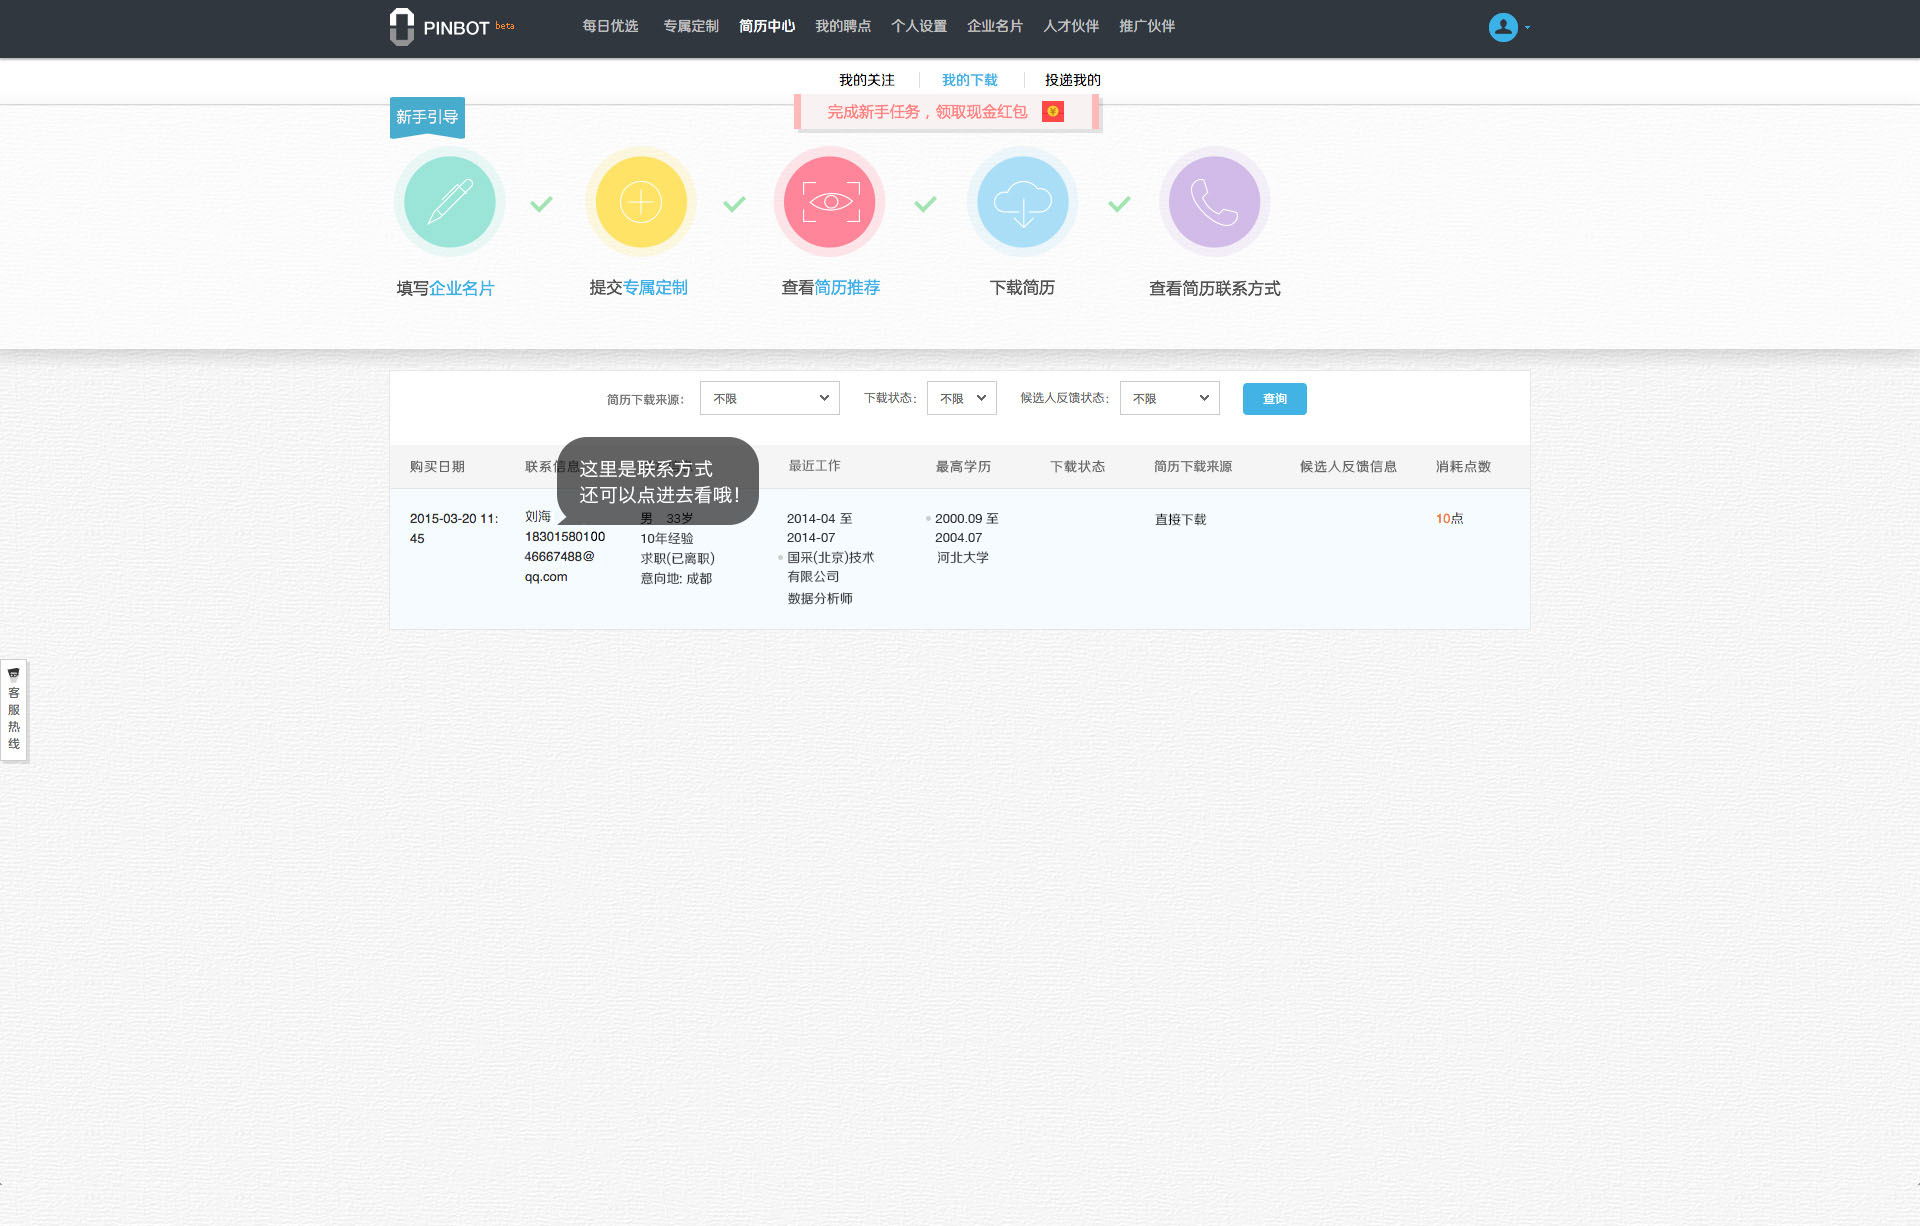 PINBOT beta
每日优选 专属定制 简历中心 我的聘点 个人设置 企业名片 人才伙伴 推广伙伴
我的关注 我的下载 投递我的
新手引导
完成新手任务，领取现金红包
填写企业名片 提交专属定制 查看简历推荐 下载简历 查看简历联系方式
简历下载来源： 不限 下载状态： 不限 候选人反馈状态： 不限 查询
购买日期 联系信息 最近工作 最高学历 下载状态 简历下载来源 候选人反馈信息 消耗点数
这里是联系方式
还可以点进去看哦！
2015-03-20 11:
45
刘海
18301580100
46667488@
qq.com
男 33岁
10年经验
求职(已离职)
意向地: 成都
2014-04 至
2014-07
国采(北京)技术
有限公司
数据分析师
2000.09 至
2004.07
河北大学
直接下载
10点
客服热线